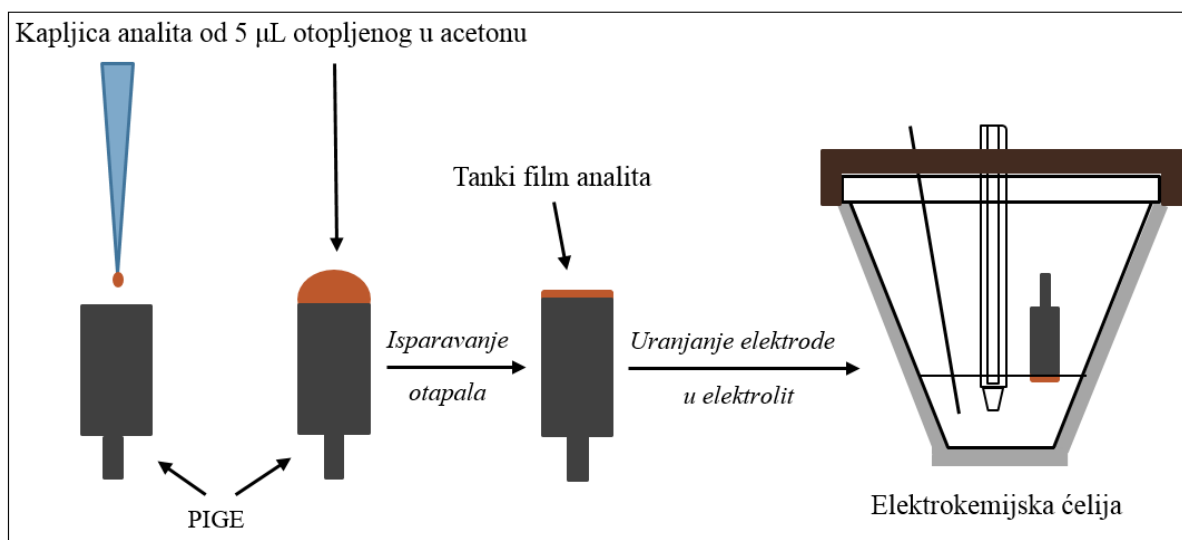 Kapljica analita od 5 μL otopljenog u acetonu
Tanki film analita
Isparavanje
otapala
Uranjanje elektrode
u elektrolit
PIGE
Elektrokemijska ćelija